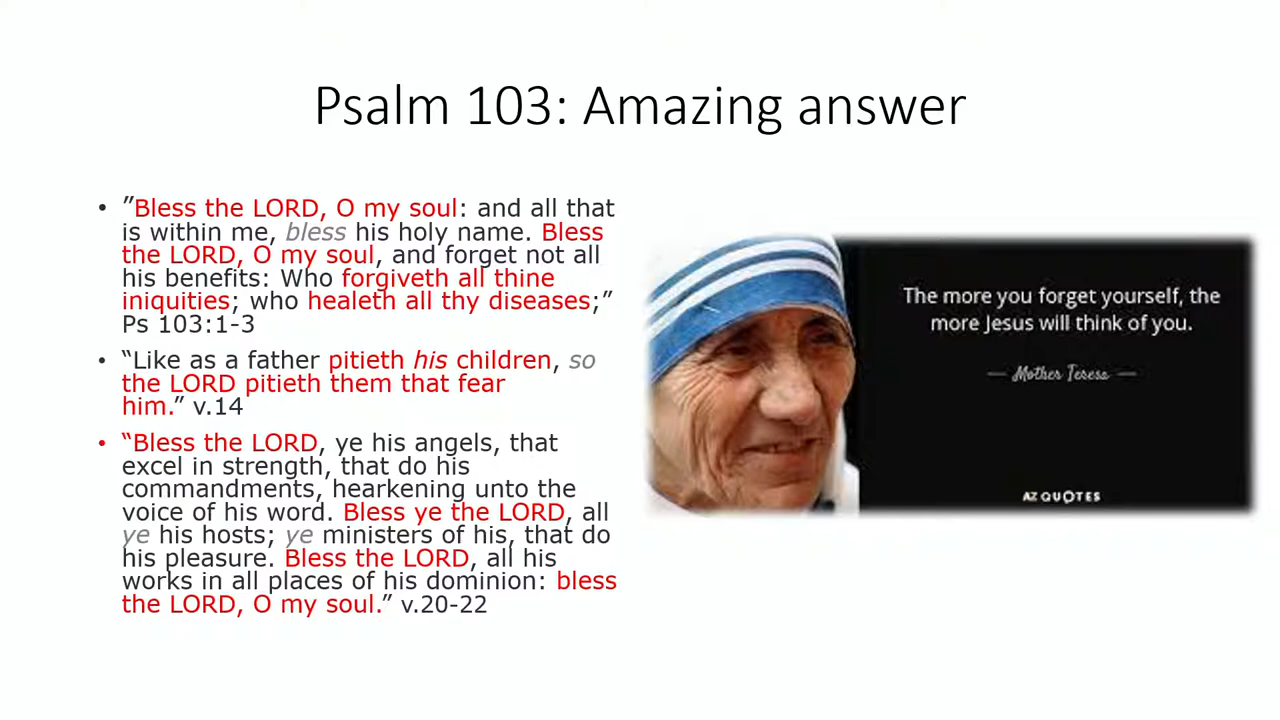 Psalm 103: Amazing answer
• ”Bless the LORD, O my soul: and all that
is within me, bless his holy name. Bless
the LORD, O my soul, and forget not all
his benefits: Who forgiveth all thine
iniquities; who healeth all thy diseases;”
Ps 103:1-3
• “Like as a father pitieth his children, so
the LORD pitieth them that fear
him.” v.14
• “Bless the LORD, ye his angels, that
excel in strength, that do his
commandments, hearkening unto the
voice of his word. Bless ye the LORD, all
ye his hosts; ye ministers of his, that do
his pleasure. Bless the LORD, all his
works in all places of his dominion: bless
the LORD, O my soul.” v.20-22
The more you forget yourself, the
more Jesus will think of you.
— Mother Teresa —
AZ QUOTES